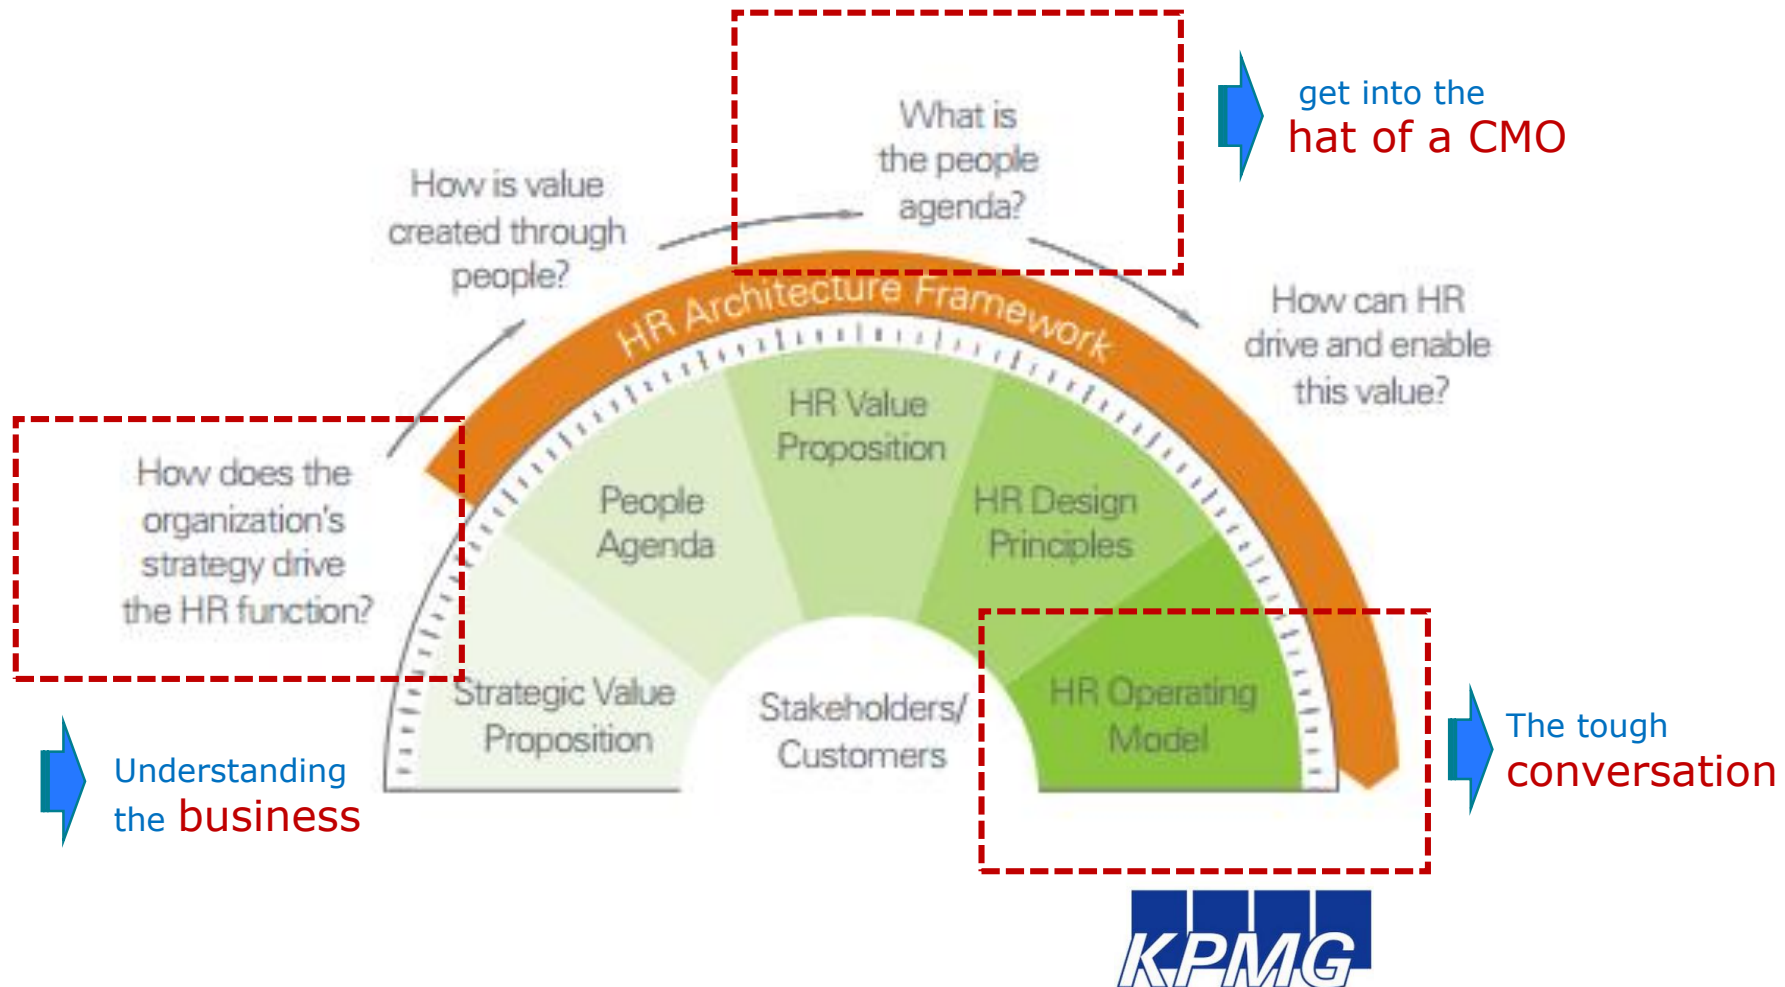 What is
the people
agenda?
get into the
hat of a CMO
How is value
created through
people?
How can HR
drive and enable
this value?
HR Architecture Framework
How does the
organization's
strategy drive
the HR function?
HR Value
Proposition
People
Agenda
HR Design
Principles
Strategic Value
Proposition
Stakeholders/
Customers
HR Operating
Model
Understanding
the business
The tough
conversation
KPMG